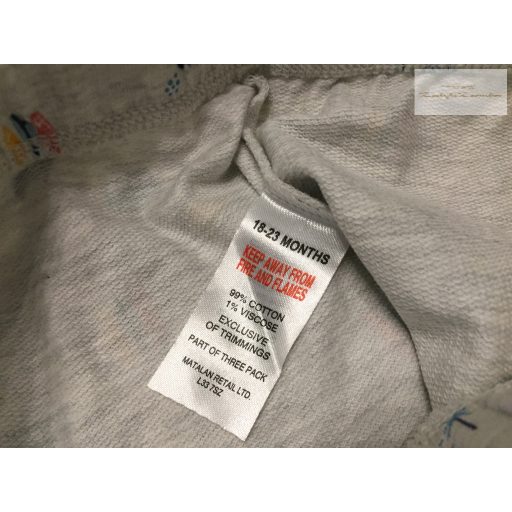 18-23 MONTHS
KEEP AWAY FROM
FIRE AND FLAMES
99% COTTON
1% VISCOSE
EXCLUSIVE
OF TRIMMINGS
PART OF THREE PACK
MATALAN RETAIL LTD.
L33 7SZ